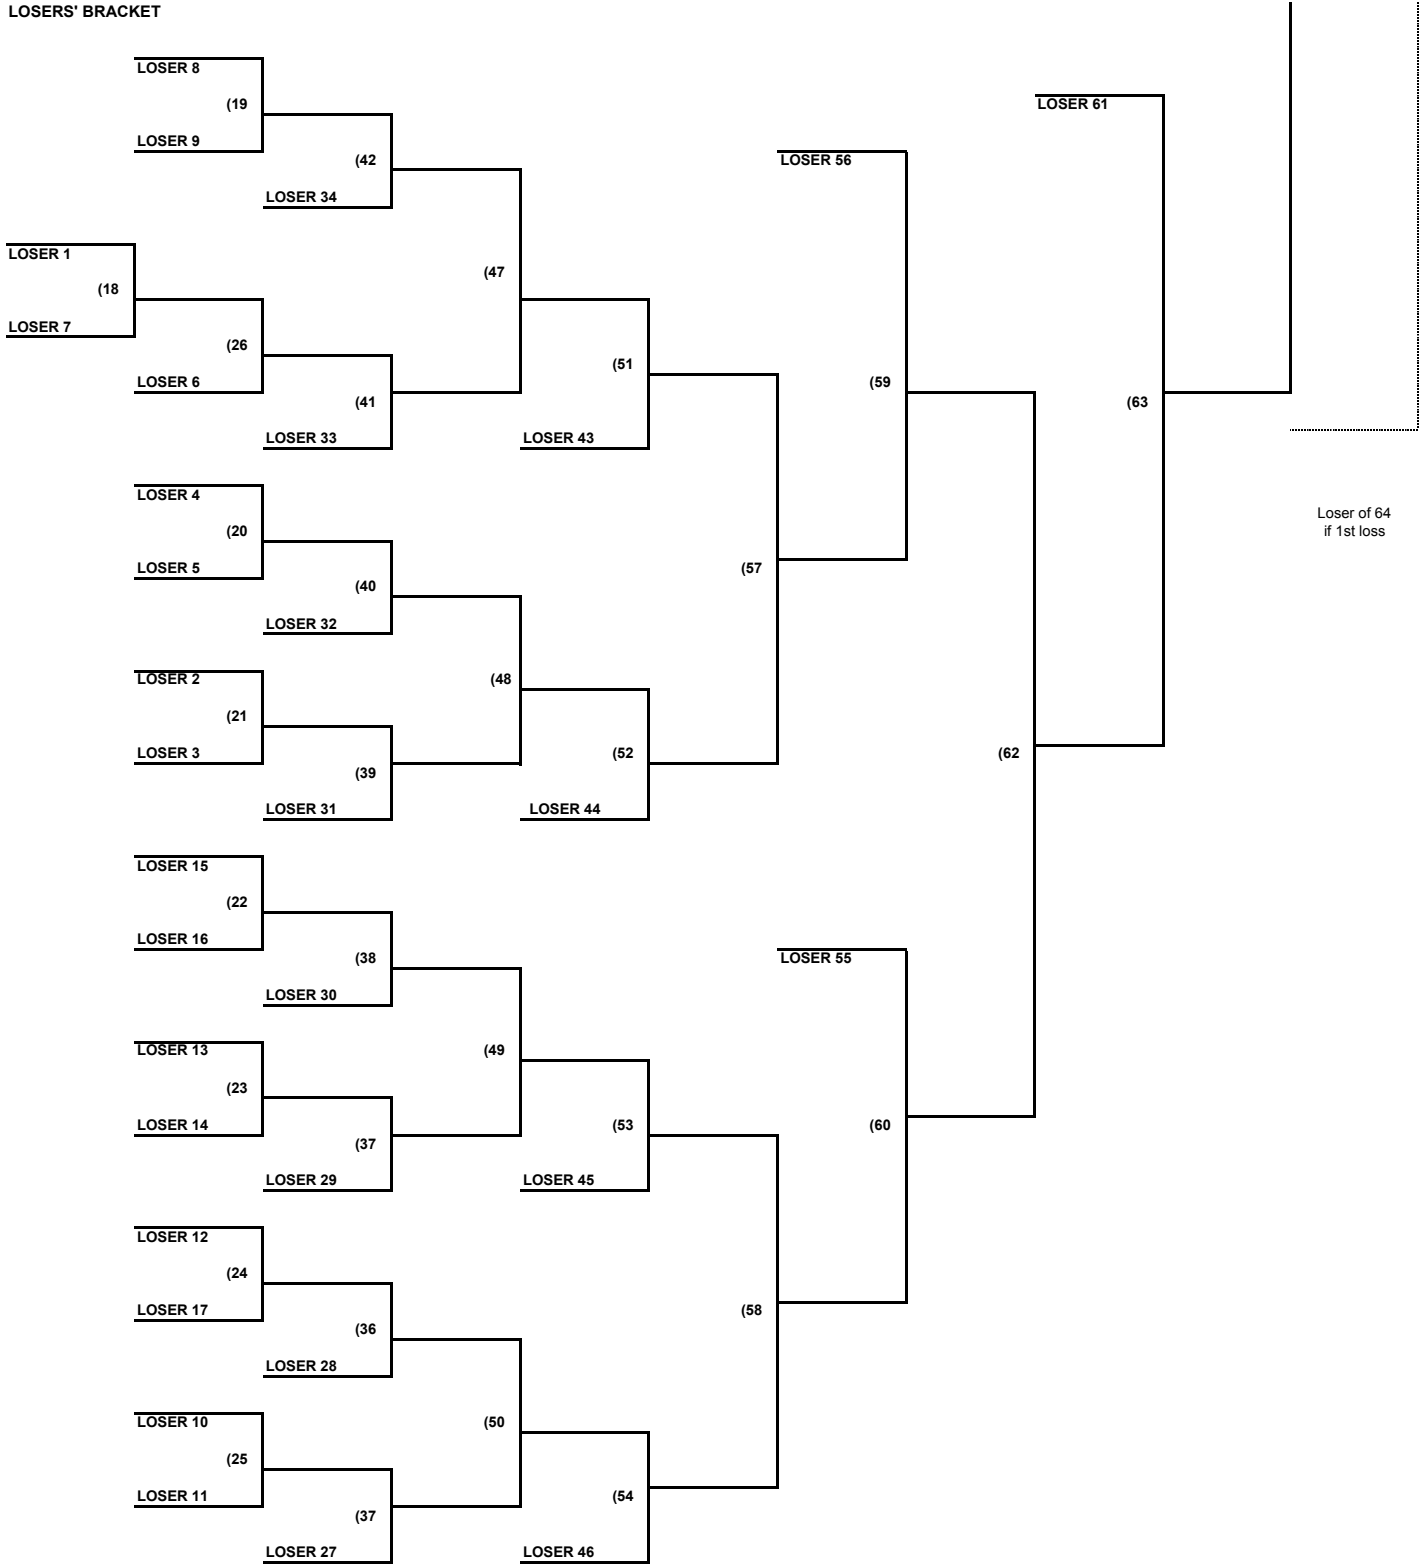 LOSERS' BRACKET
LOSER 8
(19
LOSER 9
(42
LOSER 34
LOSER 1
(18
LOSER 7
(26
LOSER 6
(41
LOSER 33
(47
(51
LOSER 43
LOSER 4
(20
LOSER 5
(40
LOSER 32
LOSER 2
(21
LOSER 3
(39
LOSER 31
(48
(52
LOSER 44
(57
LOSER 56
(59
LOSER 61
(63
Loser of 64
if 1st loss
(62
LOSER 15
(22
LOSER 16
(38
LOSER 30
LOSER 13
(23
LOSER 14
(37
LOSER 29
(49
(53
LOSER 45
LOSER 55
(60
LOSER 12
(24
LOSER 17
(36
LOSER 28
(58
LOSER 10
(25
LOSER 11
(37
LOSER 27
(50
(54
LOSER 46